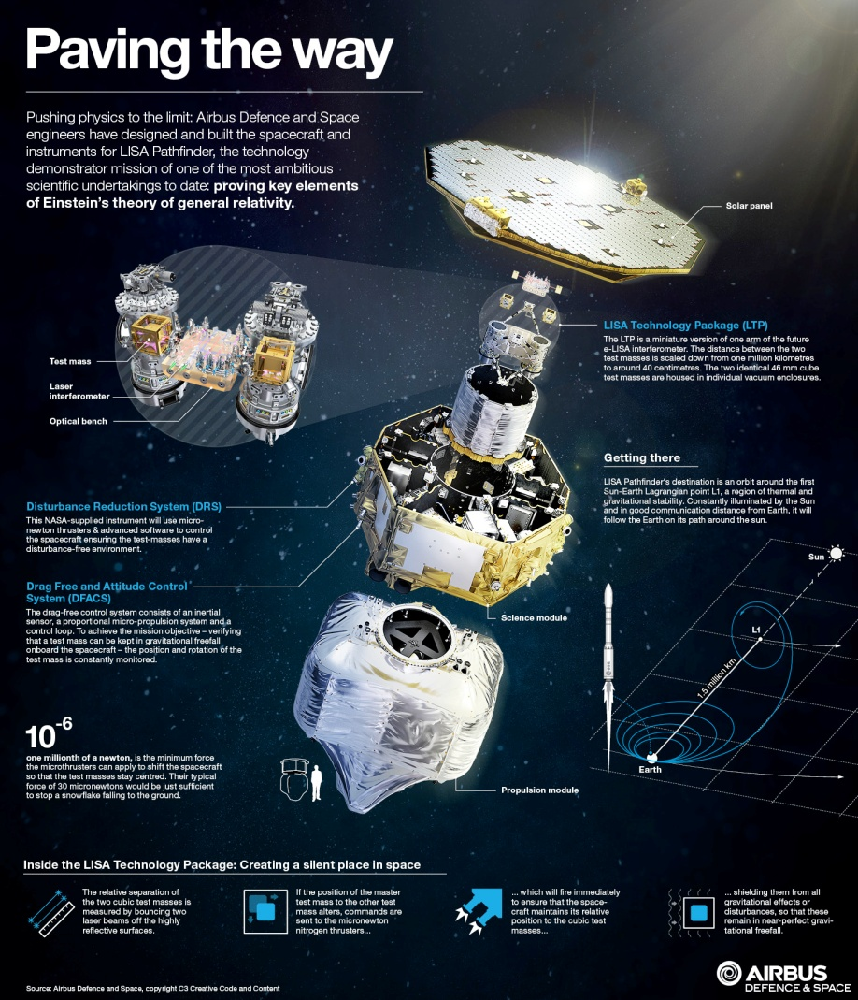 Paving the way
Pushing physics to the limit: Airbus Defence and Space
engineers have designed and built the spacecraft and
instruments for LISA Pathfinder, the technology
demonstrator mission of one of the most ambitious
scientific undertakings to date: proving key elements
of Einstein's theory of general relativity.
Solar panel
LISA Technology Package (LTP)
The LTP is a miniature version of one arm of the future
e-LISA interferometer. The distance between the two
test masses is scaled down from one million kilometres
to around 40 centimetres. The two identical 46 mm cube
test masses are housed in individual vacuum enclosures.
Test mass
Laser
interferometer
Optical bench
Getting there
LISA Pathfinder's destination is an orbit around the first
Sun-Earth Lagrangian point L1, a region of thermal and
gravitational stability. Constantly illuminated by the Sun
and in good communication distance from Earth, it will
follow the Earth on its path around the sun.
Disturbance Reduction System (DRS)
This NASA-supplied instrument will use micro-
newton thrusters & advanced software to control
the spacecraft ensuring the test-masses have a
disturbance-free environment.
Drag Free and Attitude Control
System (DFACS)
The drag-free control system consists of an inertial
sensor, a proportional micro-propulsion system and a
control loop. To achieve the mission objective – verifying
that a test mass can be kept in gravitational freefall
onboard the spacecraft – the position and rotation of the
test mass is constantly monitored.
Science module
Sun
L1
1.5 million km
Earth
10-6
one millionth of a newton, is the minimum force
the microthrusters can apply to shift the spacecraft
so that the test masses stay centred. Their typical
force of 30 micronewtons would be just sufficient
to stop a snowflake falling to the ground.
Propulsion module
Inside the LISA Technology Package: Creating a silent place in space
The relative separation of
the two cubic test masses is
measured by bouncing two
laser beams off the highly
reflective surfaces.
If the position of the master
test mass to the other test
mass alters, commands are
sent to the micronewton
nitrogen thrusters...
... which will fire immediately
to ensure that the space-
craft maintains its relative
position to the cubic test
masses...
... shielding them from all
gravitational effects or
disturbances, so that these
remain in near-perfect gravi-
tational freefall.
Source: Airbus Defence and Space, copyright C3 Creative Code and Content
AIRBUS
DEFENCE & SPACE